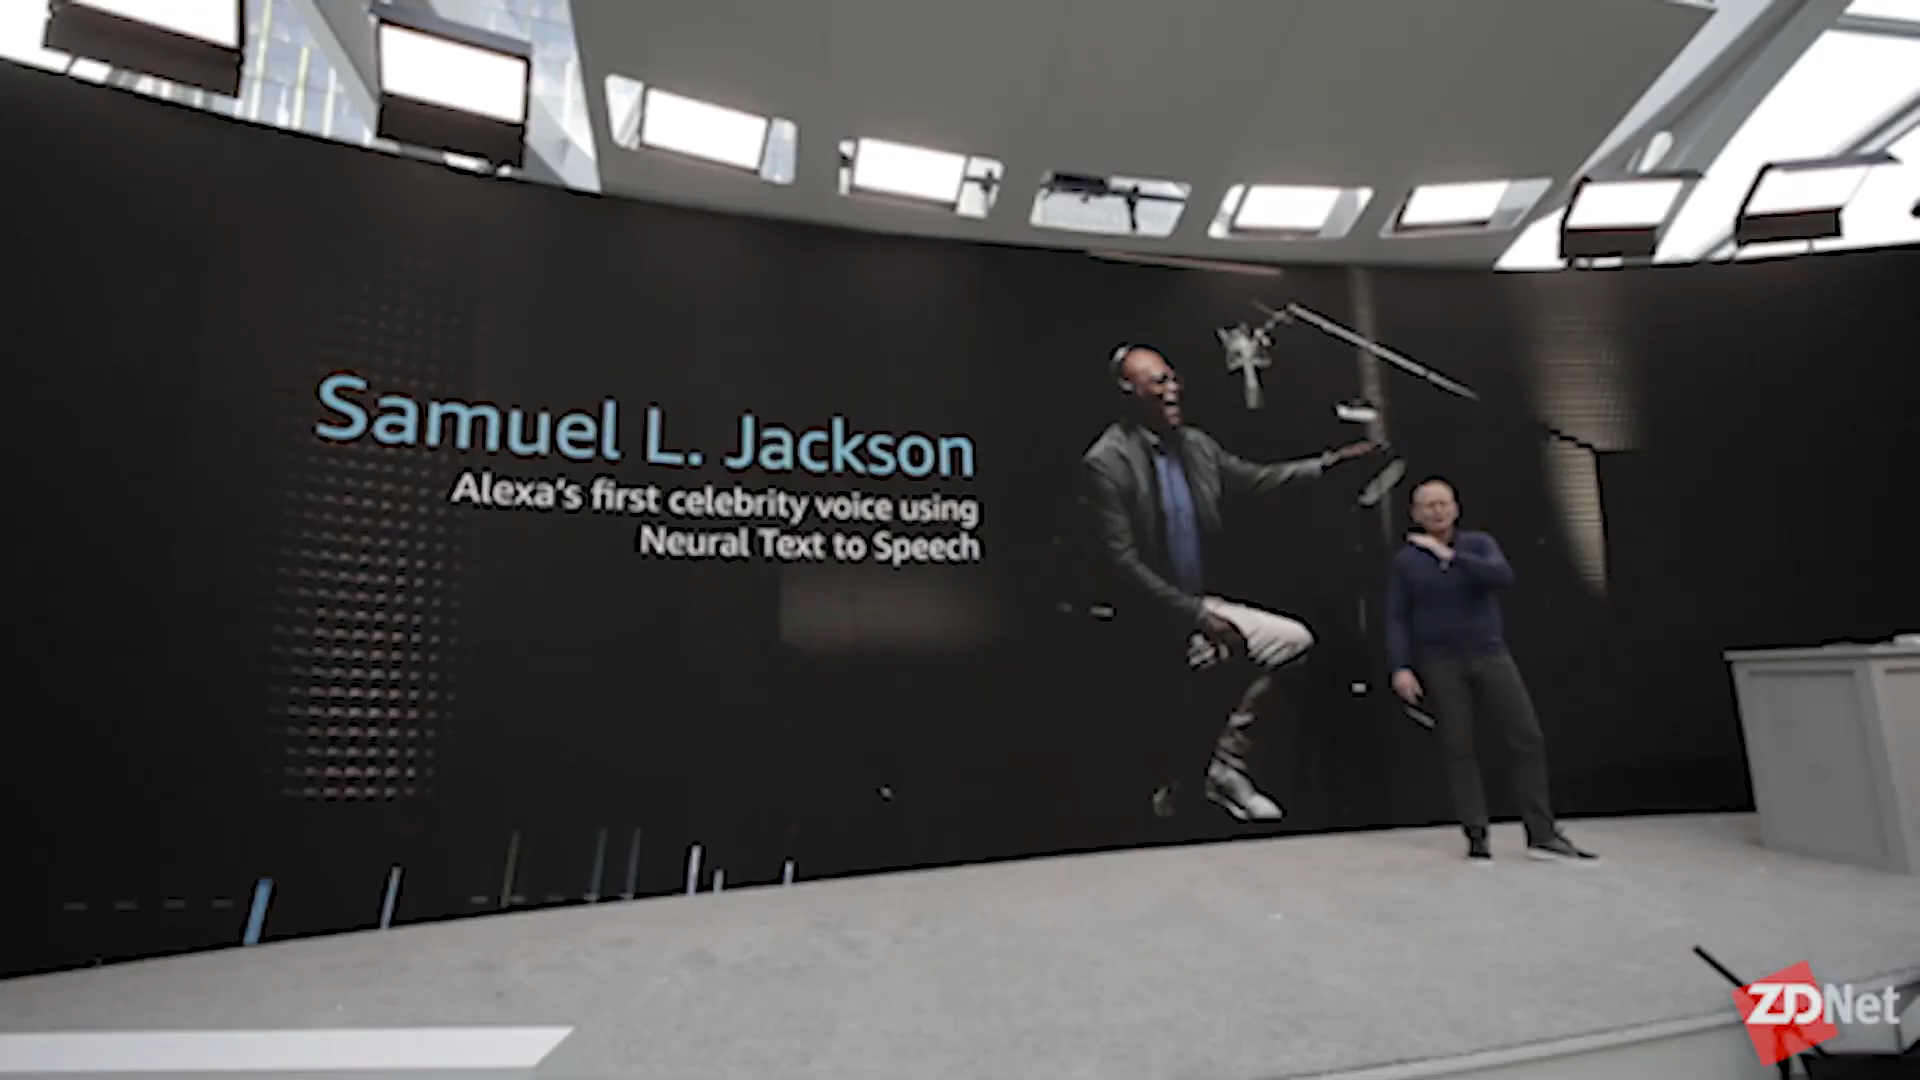 Samuel L. Jackson
Alexa's first celebrity voice using
Neural Text to Speech
ZDNet